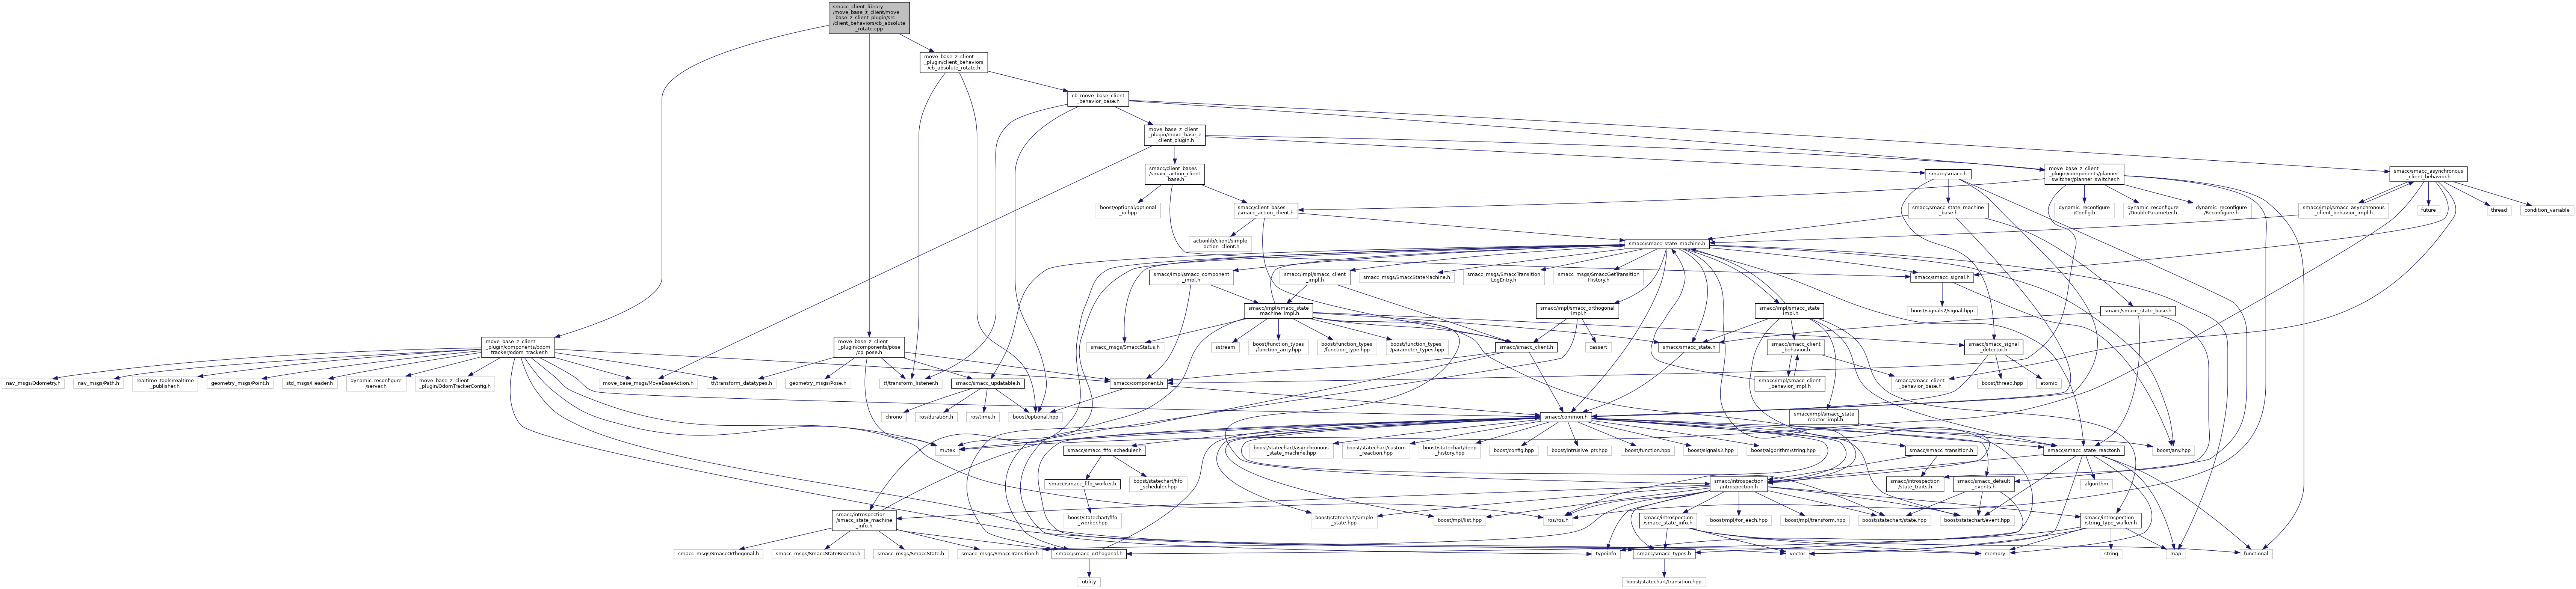 smacc_client_library
/move_base_z_client/move
_base_z_client_plugin/src
/client_behaviors/cb_absolute
_rotate.cpp
move_base_z_client
_plugin/client_behaviors
/cb_absolute_rotate.h
cb_move_base_client
_behavior_base.h
move_base_z_client
_plugin/move_base_z
_client_plugin.h
smacc/client_bases
/smacc_action_client
_base.h
smacc/smacc.h
move_base_z_client
_plugin/components/planner
_switcher/planner_switcher.h
smacc/smacc_asynchronous
_client_behavior.h
boost/optional/optional
_io.hpp
smacc/client_bases
/smacc_action_client.h
smacc/smacc_state_machine
_base.h
dynamic_reconfigure
/Config.h
dynamic_reconfigure
/DoubleParameter.h
dynamic_reconfigure
/Reconfigure.h
smacc/impl/smacc_asynchronous
_client_behavior_impl.h
future
thread
condition_variable
actionlib/client/simple
_action_client.h
smacc/smacc_state_machine.h
smacc/impl/smacc_component
_impl.h
smacc/impl/smacc_client
_impl.h
smacc_msgs/SmaccStateMachine.h
smacc_msgs/SmaccTransition
LogEntry.h
smacc_msgs/SmaccGetTransition
History.h
smacc/smacc_signal.h
smacc/impl/smacc_state
_machine_impl.h
smacc/impl/smacc_orthogonal
_impl.h
smacc/impl/smacc_state
_impl.h
boost/signals2/signal.hpp
smacc/smacc_state_base.h
move_base_z_client
_plugin/components/odom
_tracker/odom_tracker.h
move_base_z_client
_plugin/components/pose
/cp_pose.h
smacc_msgs/SmaccStatus.h
sstream
boost/function_types
/function_arity.hpp
boost/function_types
/function_type.hpp
boost/function_types
/parameter_types.hpp
smacc/smacc_client.h
cassert
smacc/smacc_state.h
smacc/smacc_client
_behavior.h
smacc/smacc_signal
_detector.h
nav_msgs/Odometry.h
nav_msgs/Path.h
realtime_tools/realtime
_publisher.h
geometry_msgs/Point.h
std_msgs/Header.h
dynamic_reconfigure
/server.h
move_base_z_client
_plugin/OdomTrackerConfig.h
move_base_msgs/MoveBaseAction.h
tf/transform_datatypes.h
geometry_msgs/Pose.h
tf/transform_listener.h
smacc/smacc_updatable.h
smacc/component.h
smacc/impl/smacc_client
_behavior_impl.h
smacc/smacc_client
_behavior_base.h
boost/thread.hpp
atomic
chrono
ros/duration.h
ros/time.h
boost/optional.hpp
smacc/common.h
smacc/impl/smacc_state
_reactor_impl.h
mutex
smacc/smacc_fifo_scheduler.h
boost/statechart/asynchronous
_state_machine.hpp
boost/statechart/custom
_reaction.hpp
boost/statechart/deep
_history.hpp
boost/config.hpp
boost/intrusive_ptr.hpp
boost/function.hpp
boost/signals2.hpp
boost/algorithm/string.hpp
smacc/smacc_transition.h
smacc/smacc_state_reactor.h
boost/any.hpp
smacc/smacc_fifo_worker.h
boost/statechart/fifo
_scheduler.hpp
smacc/introspection
/introspection.h
smacc/introspection
/state_traits.h
smacc/smacc_default
_events.h
algorithm
smacc/introspection
/smacc_state_machine
_info.h
boost/statechart/fifo
_worker.hpp
ros/ros.h
boost/statechart/simple
_state.hpp
boost/mpl/list.hpp
smacc/introspection
/smacc_state_info.h
boost/mpl/for_each.hpp
boost/mpl/transform.hpp
boost/statechart/state.hpp
boost/statechart/event.hpp
smacc/introspection
/string_type_walker.h
smacc_msgs/SmaccOrthogonal.h
smacc_msgs/SmaccStateReactor.h
smacc_msgs/SmaccState.h
smacc_msgs/SmaccTransition.h
smacc/smacc_orthogonal.h
typeinfo
smacc/smacc_types.h
vector
memory
string
map
functional
utility
boost/statechart/transition.hpp